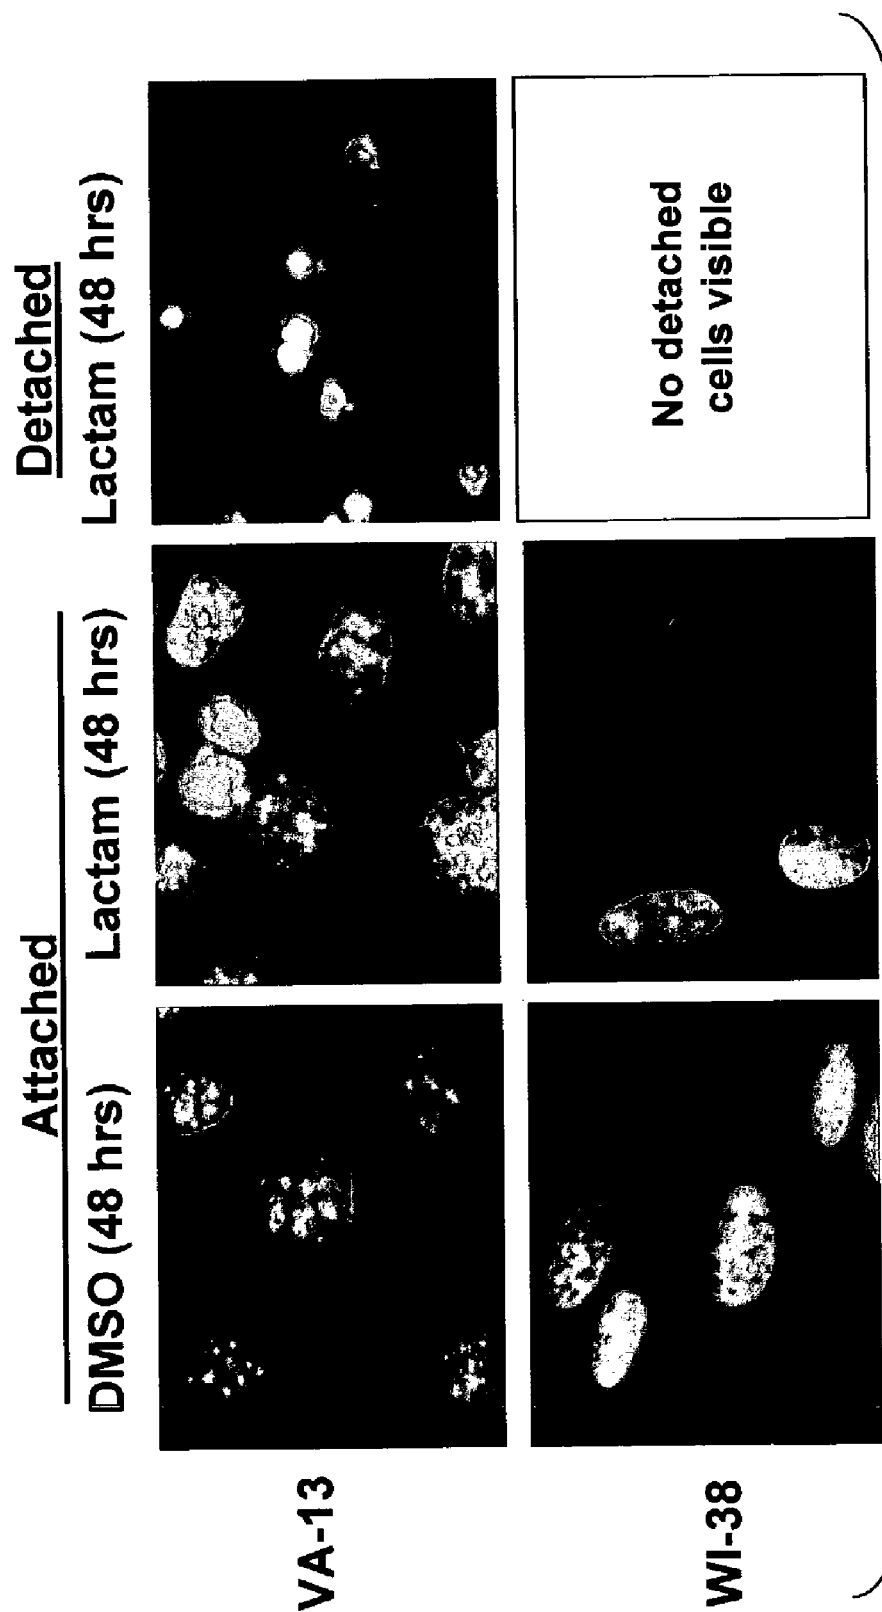 Attached
Detached
DMSO (48 hrs)
Lactam (48 hrs)
Lactam (48 hrs)
VA-13
WI-38
No detached
cells visible